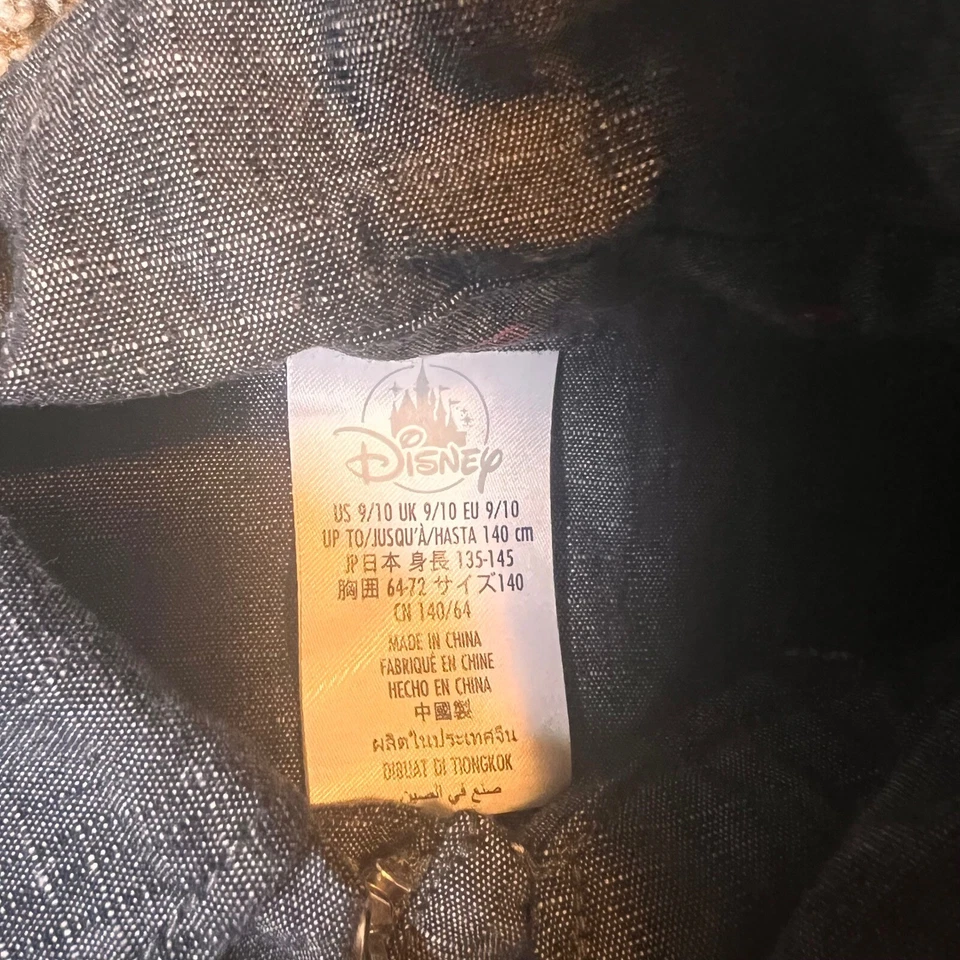 Disney
US 9/10 UK 9/10 EU 9/10
UP TO/JUSQU'À/HASTA 140 cm
JP日本 身長 135-145
胸囲 64-72 サイズ140
CN 140/64
MADE IN CHINA
FABRIQUÉ EN CHINE
HECHO EN CHINA
中國製
ผลิตในประเทศจีน
DIBUAT DI TIONGKOK
صنع في الصين